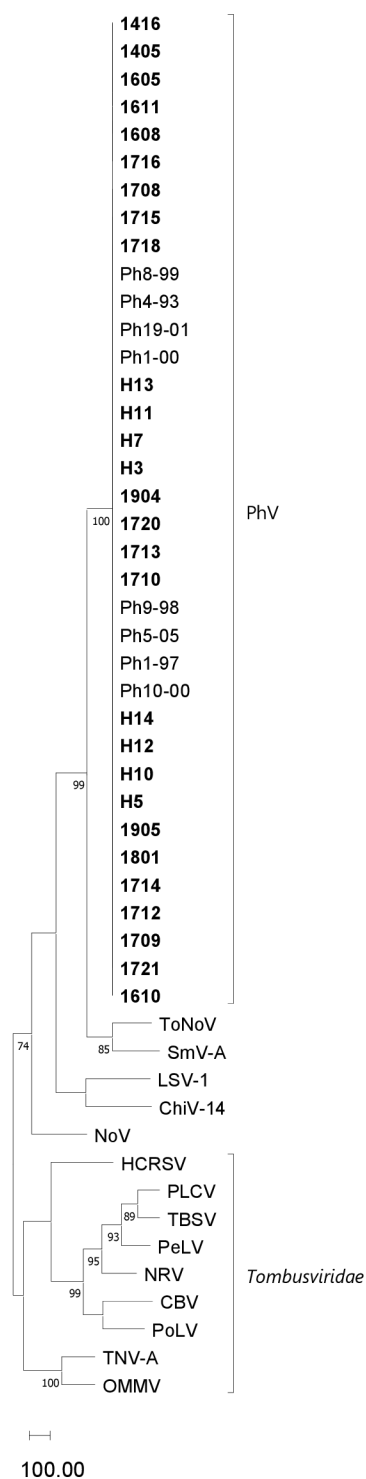 1416
1405
1605
1611
1608
1716
1708
1715
1718
Ph8-99
Ph4-93
Ph19-01
Ph1-00
H13
H11
H7
H3
1904
100
1720
PhV
1713
1710
Ph9-98
Ph5-05
Ph1-97
Ph10-00
H14
H12
H10
99
H5
1905
1801
1714
1712
1709
1721
1610
ToNoV
74
85
SmV-A
LSV-1
ChiV-14
NoV
HCRSV
PLCV
89
TBSV
93
PeLV
95
NRV
Tombusviridae
99
CBV
PoLV
TNV-A
100
OMMV
100.00